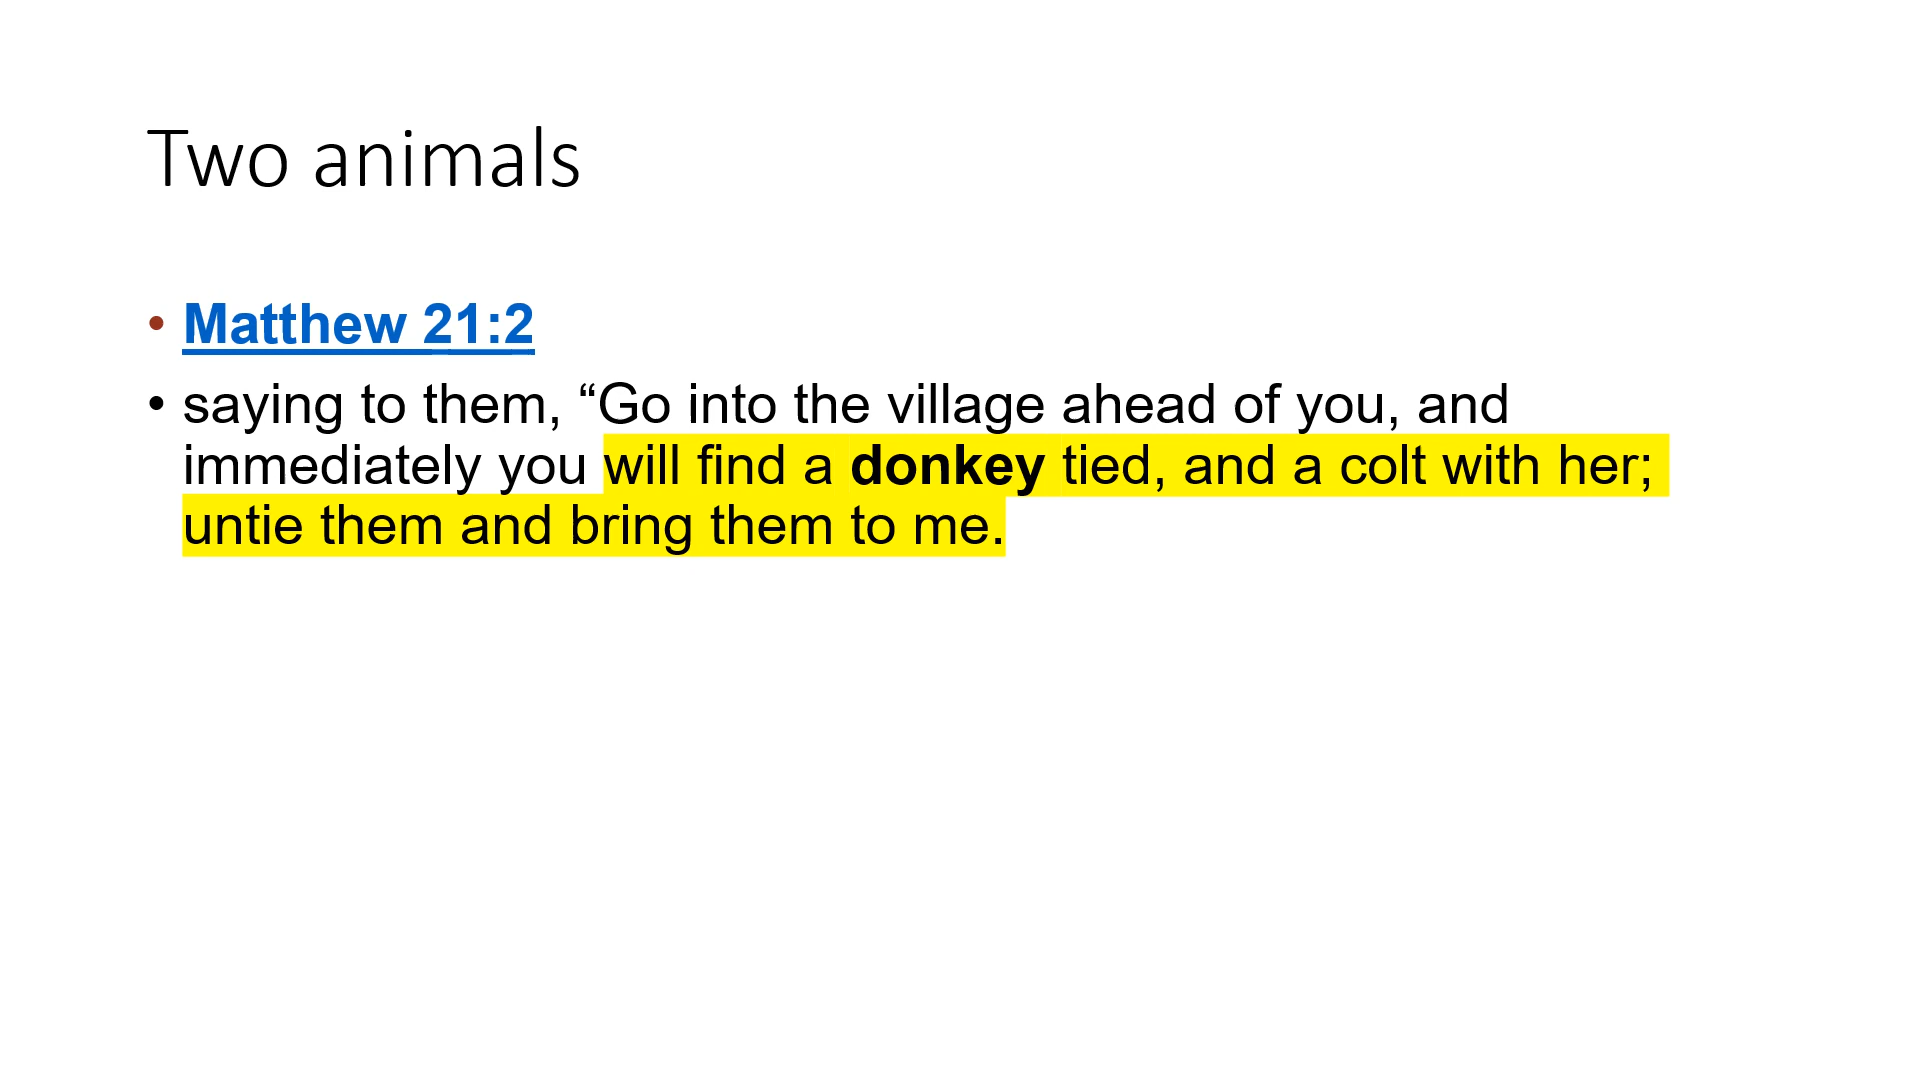 Two animals
• Matthew 21:2
• saying to them, “Go into the village ahead of you, and
immediately you will find a donkey tied, and a colt with her;
untie them and bring them to me.